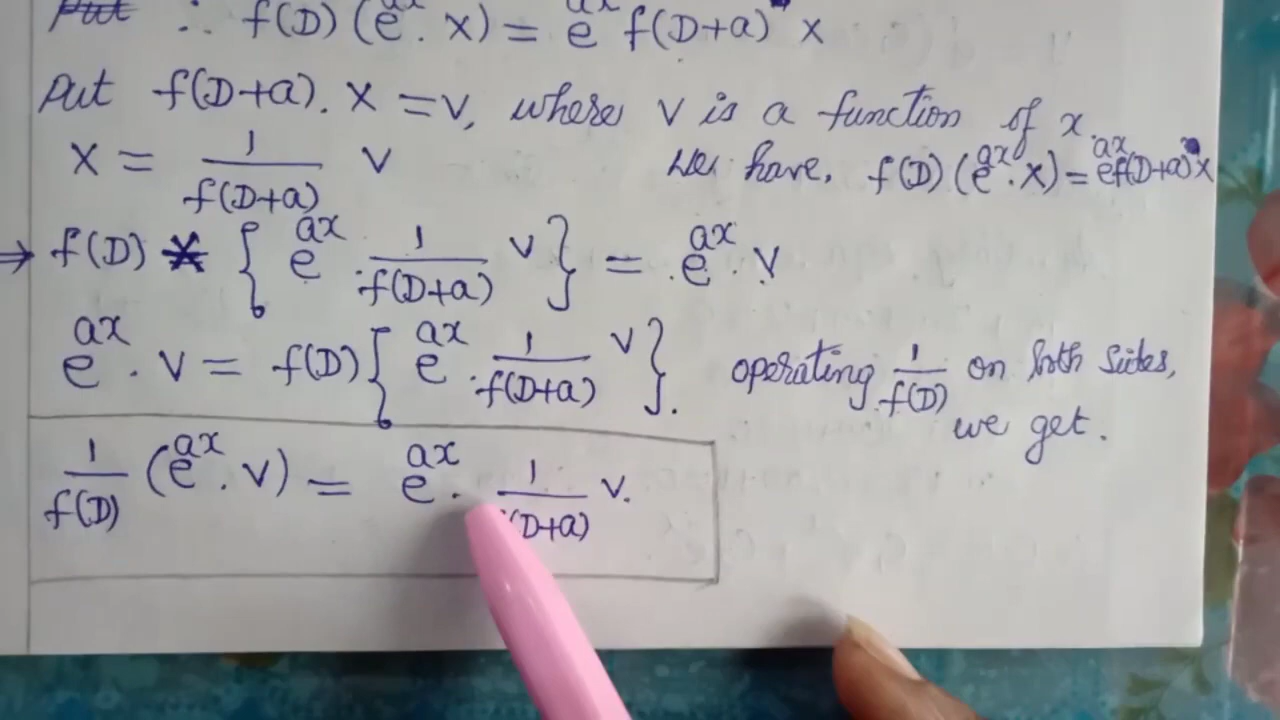 ∴ f(D) (e^{ax}. X) = e^{ax} f(D+a) X
Put f(D+a). X = V, where V is a function of x.
X = 1/f(D+a) V
We have, f(D) (e^{ax}. X) = e^{ax} f(D+a) X
⇒ f(D) { e^{ax} . 1/f(D+a) V } = e^{ax} . V
e^{ax} . V = f(D) { e^{ax} . 1/f(D+a) V }. operating 1/f(D) on both sides,
we get.
1/f(D) (e^{ax} . V) = e^{ax} . 1/f(D+a) V.